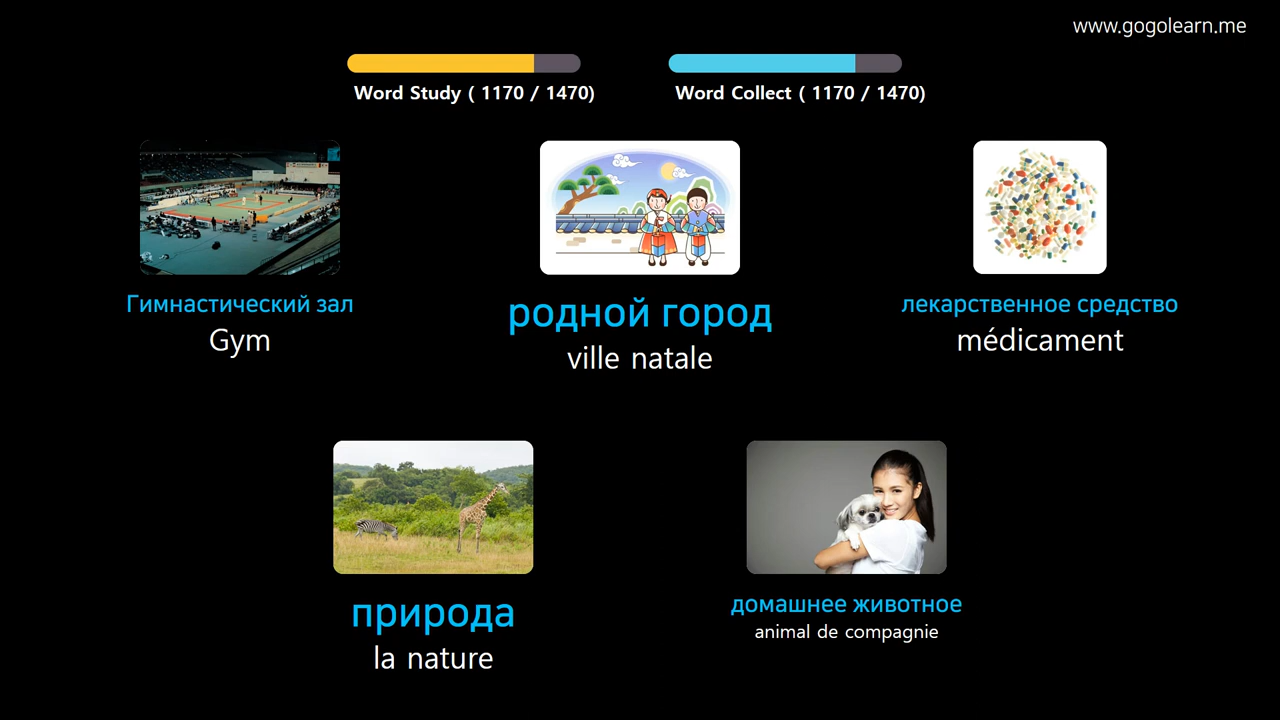 www.gogolearn.me
Word Study ( 1170 / 1470)
Word Collect ( 1170 / 1470)
Гимнастический зал
Gym
родной город
ville natale
лекарственное средство
médicament
природа
la nature
домашнее животное
animal de compagnie